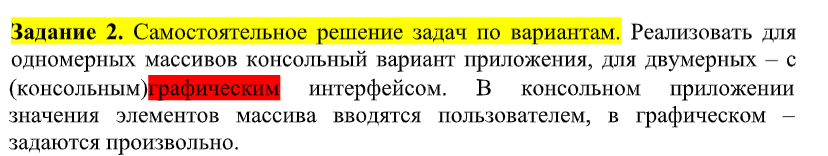 Задание 2. Самостоятельное решение задач по вариантам. Реализовать для
одномерных массивов консольный вариант приложения, для двумерных – с
(консольным)графическим интерфейсом. В консольном приложении
значения элементов массива вводятся пользователем, в графическом –
задаются произвольно.